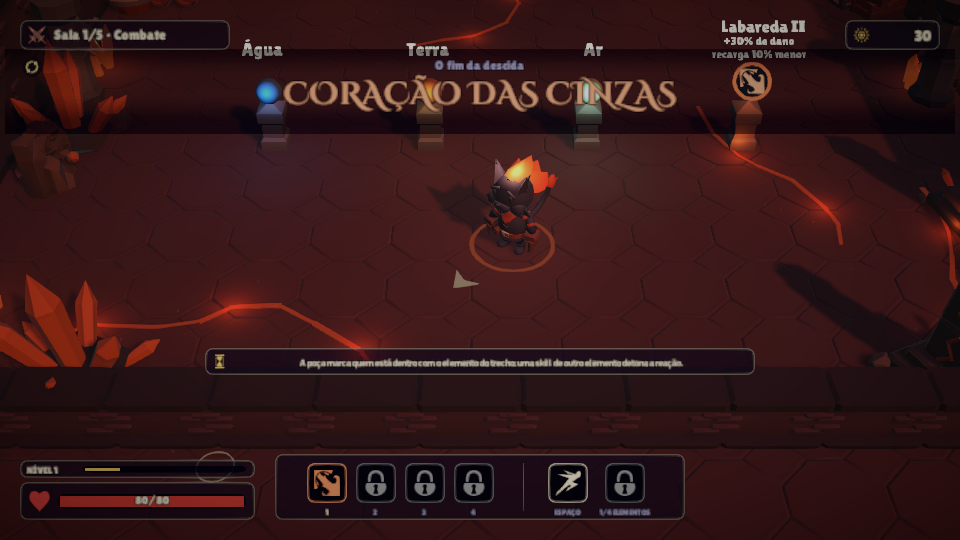 Sala 1/5 - Combate
Água
Terra
Ar
Labareda II
+30% de dano
recarga 10% menor
30
O fim da descida
CORAÇÃO DAS CINZAS
A poça marca quem está dentro com o elemento do trecho; uma skill de outro elemento detona a reação.
NÍVEL 1
80/80
1
2
3
4
ESPAÇO
1/4 ELEMENTOS